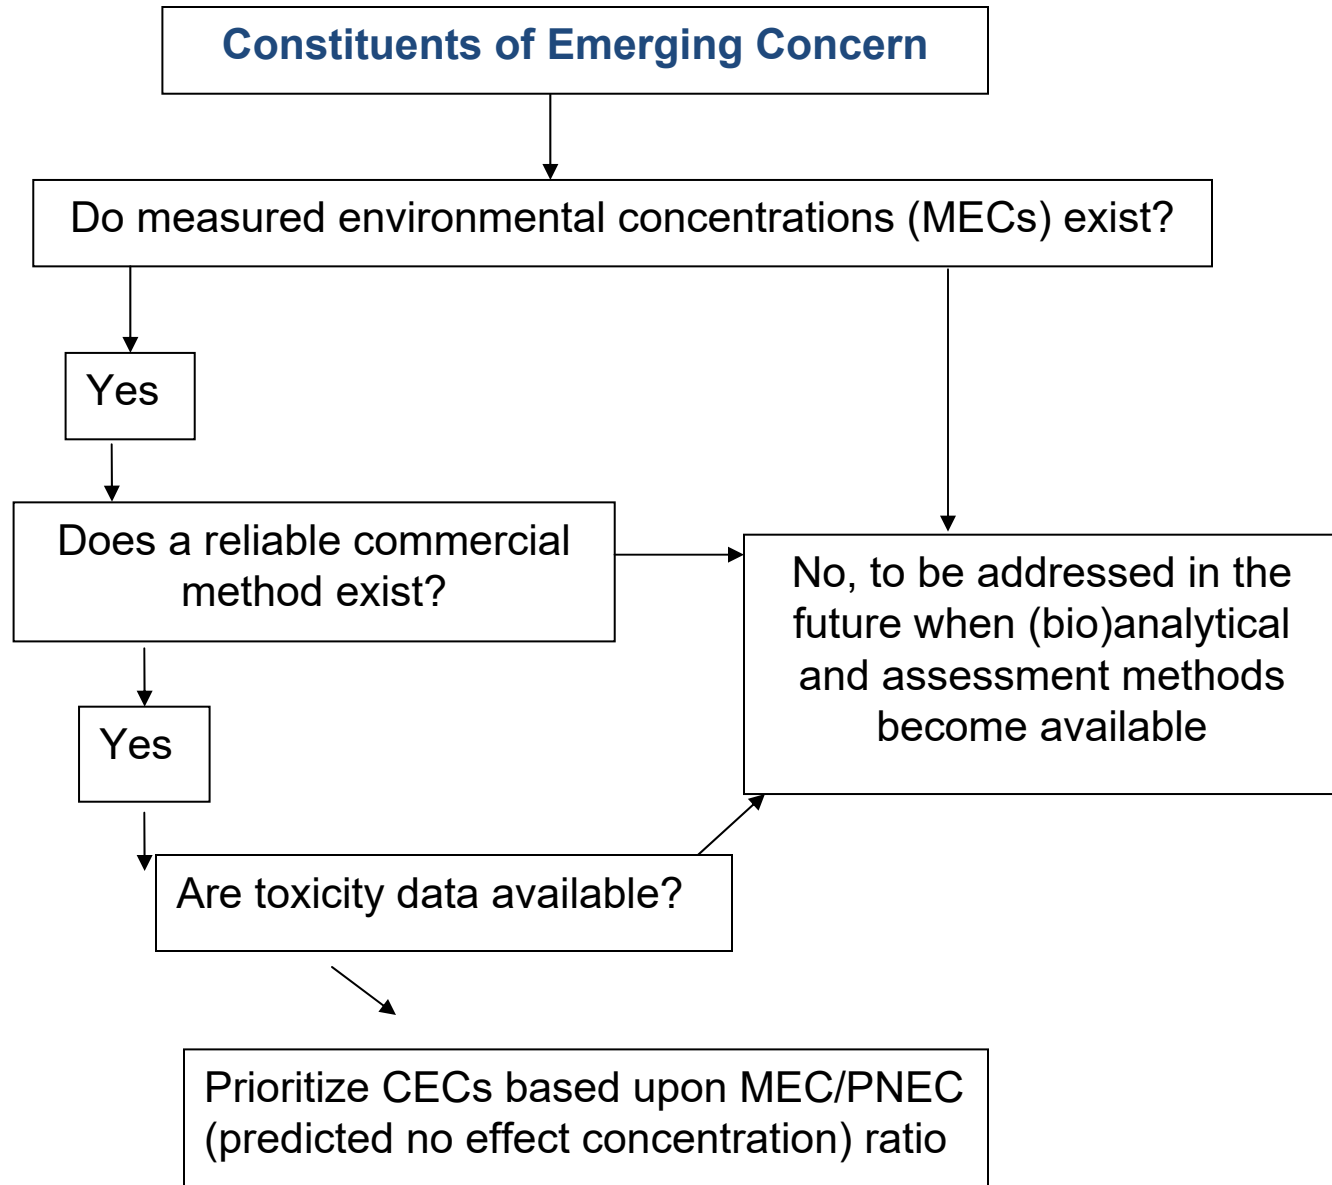 Constituents of Emerging Concern
Do measured environmental concentrations (MECs) exist?
Yes
Does a reliable commercial
method exist?
No, to be addressed in the
future when (bio)analytical
and assessment methods
become available
Yes
Are toxicity data available?
Prioritize CECs based upon MEC/PNEC
(predicted no effect concentration) ratio